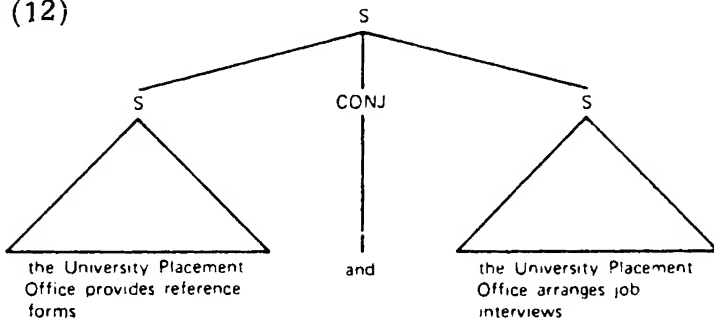 (12)
S
S CONJ S
the University Placement and the University Placement
Office provides reference Office arranges job
forms interviews